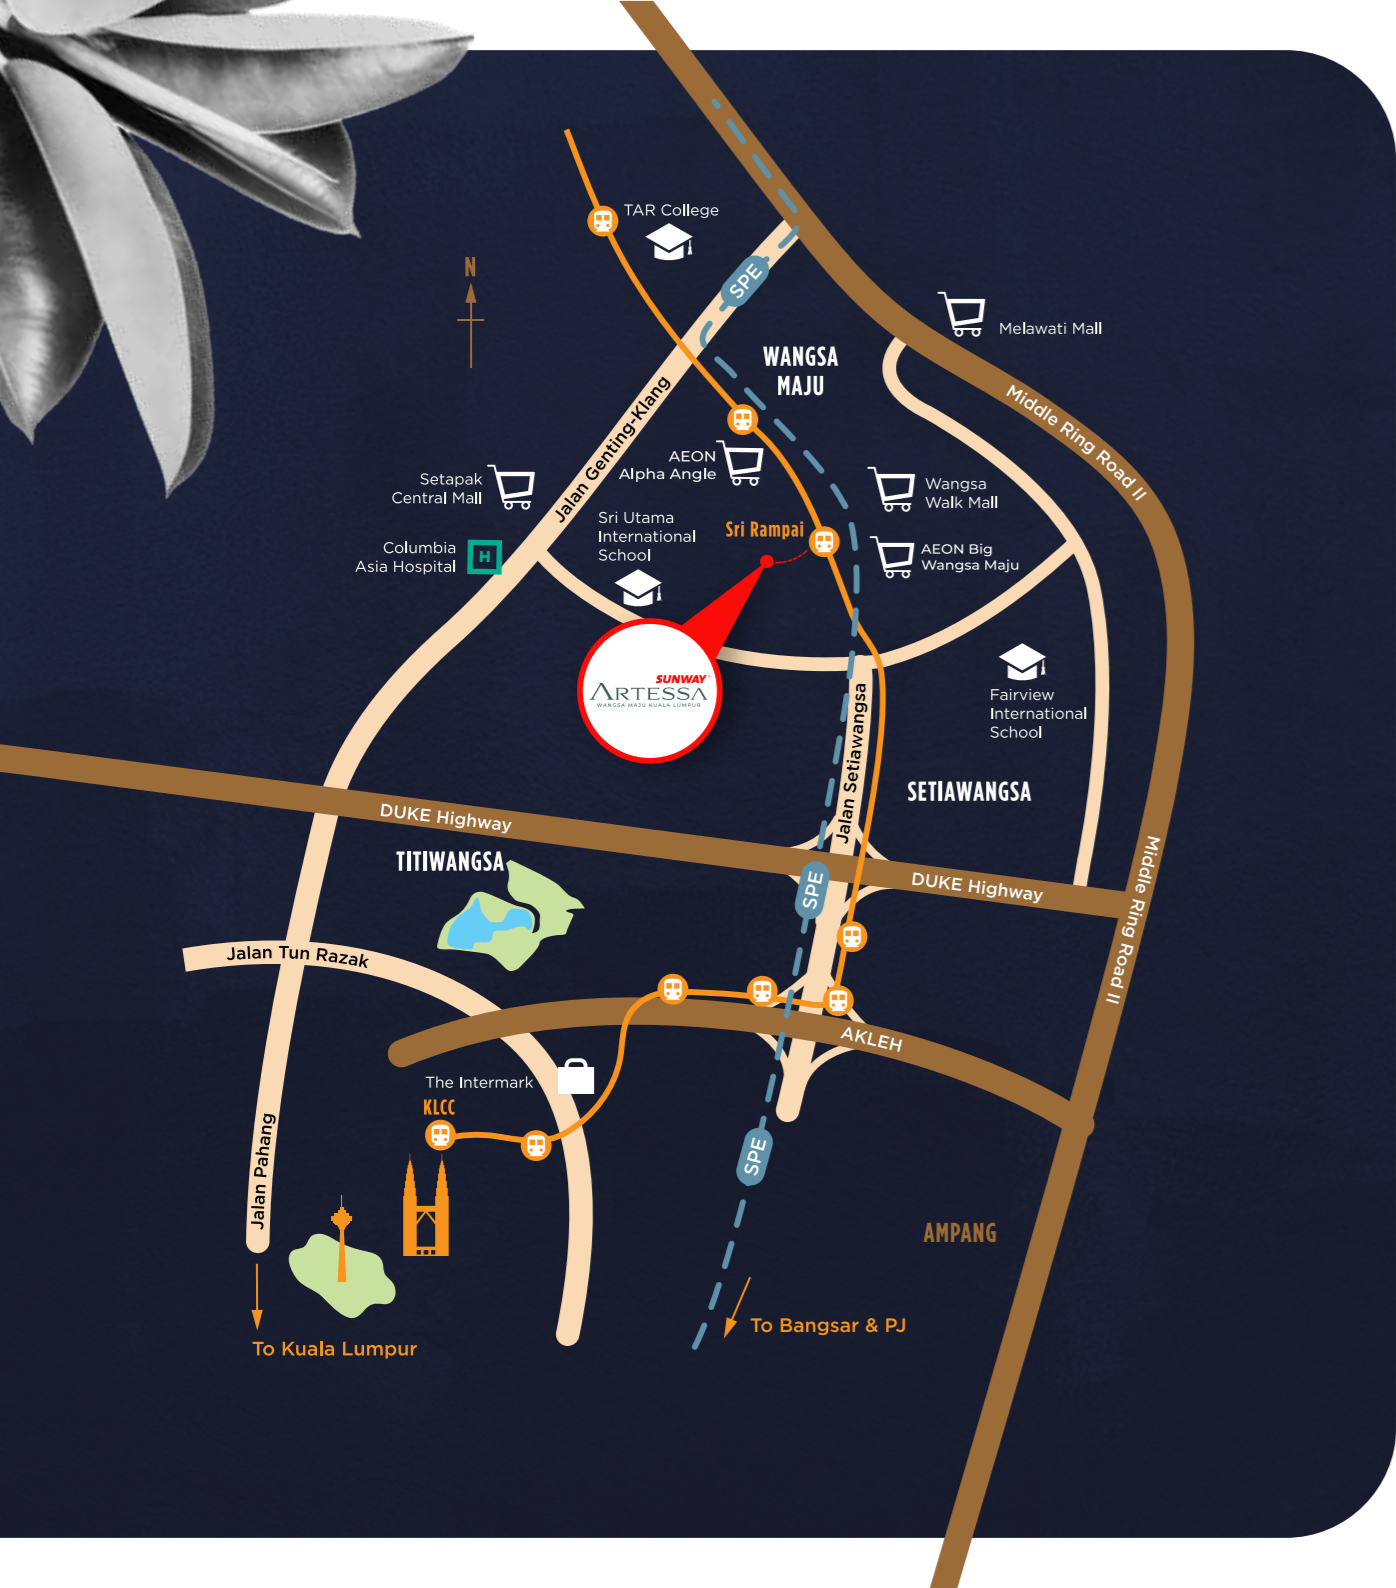 TAR College
N
SPE
Melawati Mall
WANGSA
MAJU
Middle Ring Road II
Jalan Genting-Klang
AEON
Alpha Angle
Setapak
Central Mall
Wangsa
Walk Mall
Sri Utama
International
School
Sri Rampai
Columbia
Asia Hospital
H
AEON Big
Wangsa Maju
SUNWAY
ARTESSA
WANGSA MAJU KUALA LUMPUR
Fairview
International
School
Jalan Setiawangsa
SETIAWANGSA
DUKE Highway
TITIWANGSA
SPE
DUKE Highway
Middle Ring Road II
Jalan Tun Razak
AKLEH
The Intermark
KLCC
SPE
Jalan Pahang
AMPANG
To Bangsar & PJ
To Kuala Lumpur